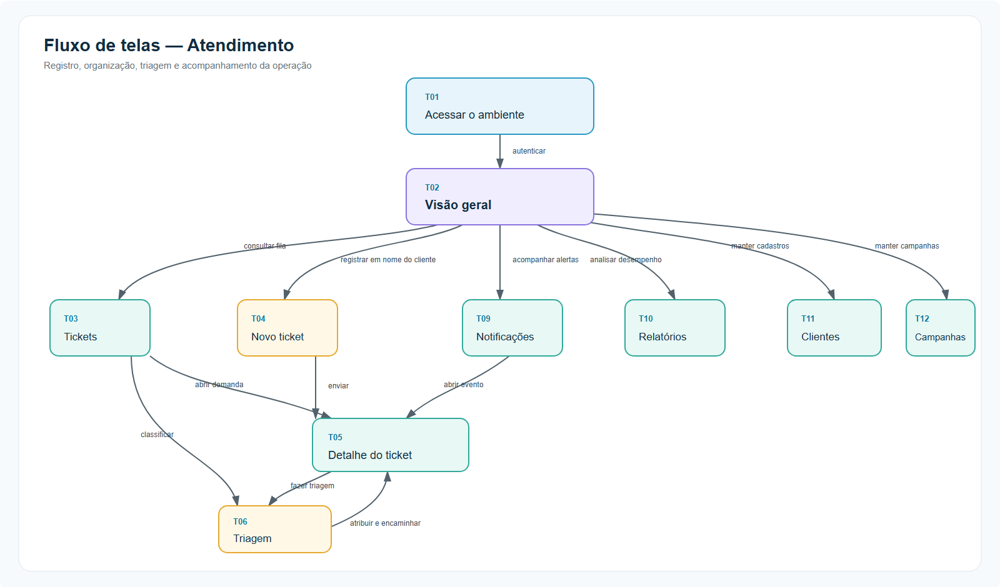 Fluxo de telas — Atendimento
Registro, organização, triagem e acompanhamento da operação
T01
Acessar o ambiente
autenticar
T02
Visão geral
consultar fila
registrar em nome do cliente
acompanhar alertas
analisar desempenho
manter cadastros
manter campanhas
T03
Tickets
T04
Novo ticket
T09
Notificações
T10
Relatórios
T11
Clientes
T12
Campanhas
abrir demanda
enviar
abrir evento
classificar
T05
Detalhe do ticket
fazer triagem
atribuir e encaminhar
T06
Triagem